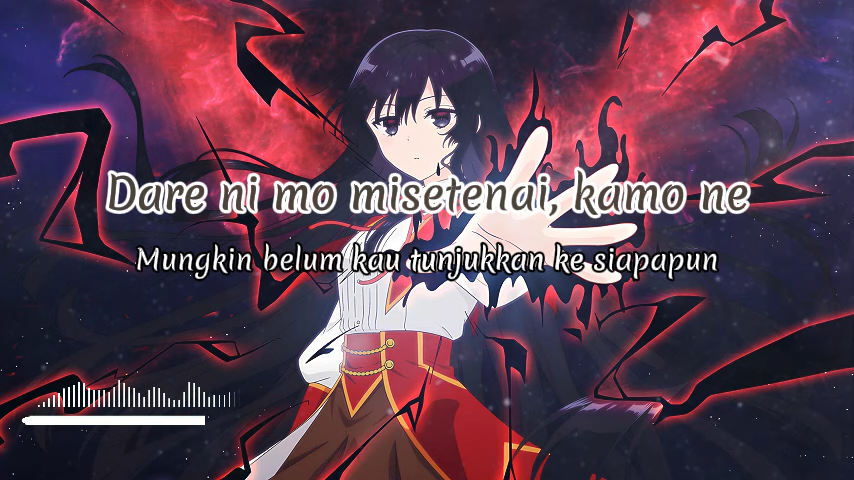 Dare ni mo misetenai, kamo ne
Mungkin belum kau tunjukkan ke siapapun